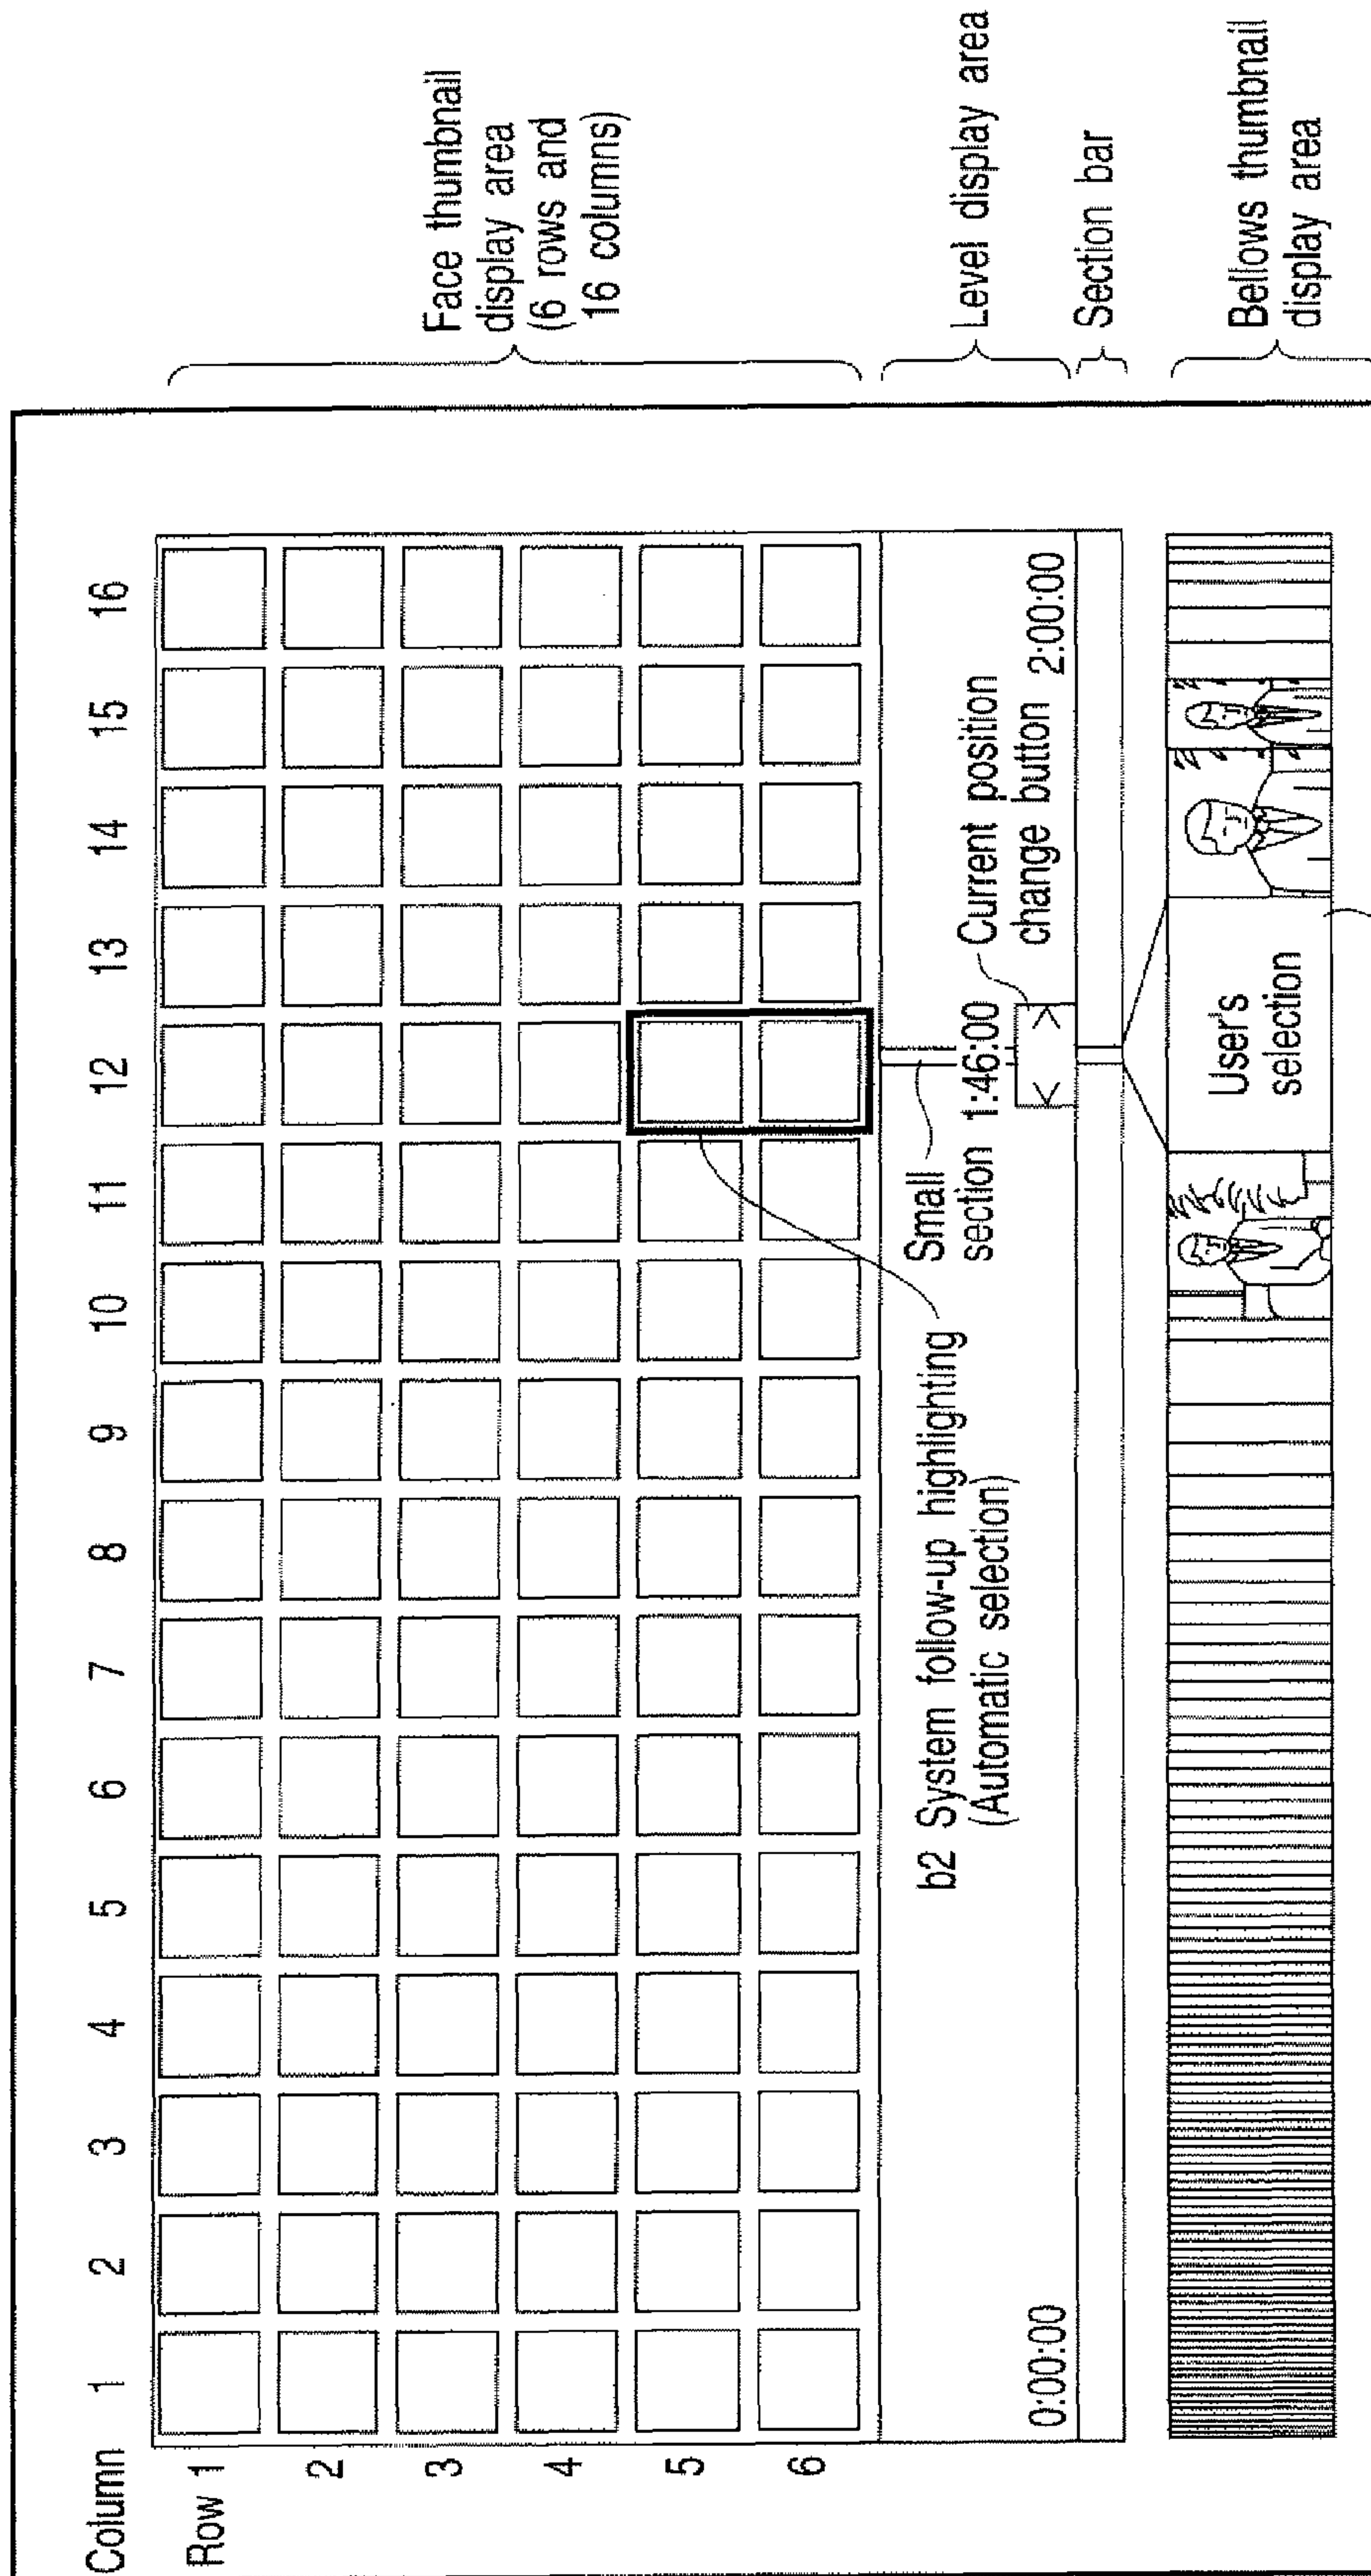 Column 1 2 3 4 5 6 7 8 9 10 11 12 13 14 15 16
Row 1
2
3
4
5
6
Face thumbnail
display area
(6 rows and
16 columns)
Level display area
Section bar
Bellows thumbnail
display area
b2 System follow-up highlighting
(Automatic selection)
Small
section
1:46:00
Current position
change button
0:00:00
2:00:00
< >
User's
selection